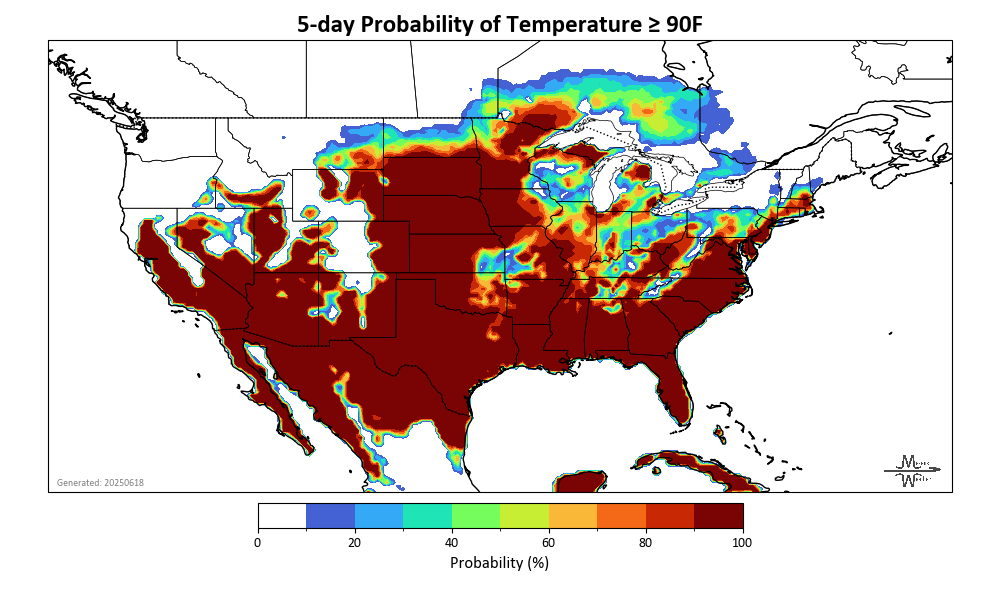 5-day Probability of Temperature ≥ 90F
Generated: 20250618
0 20 40 60 80 100
Probability (%)